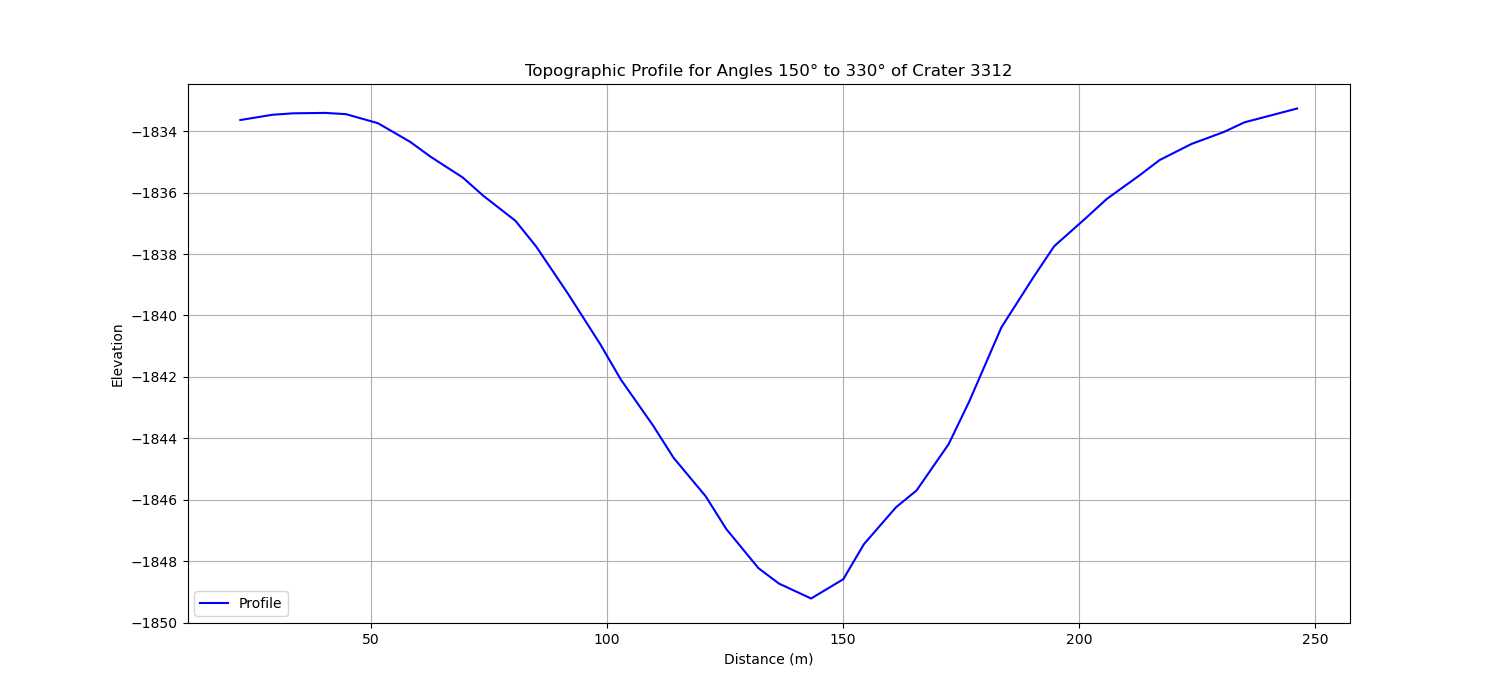 Topographic Profile for Angles 150° to 330° of Crater 3312
Elevation
−1834
−1836
−1838
−1840
−1842
−1844
−1846
−1848
−1850
Profile
50 100 150 200 250
Distance (m)